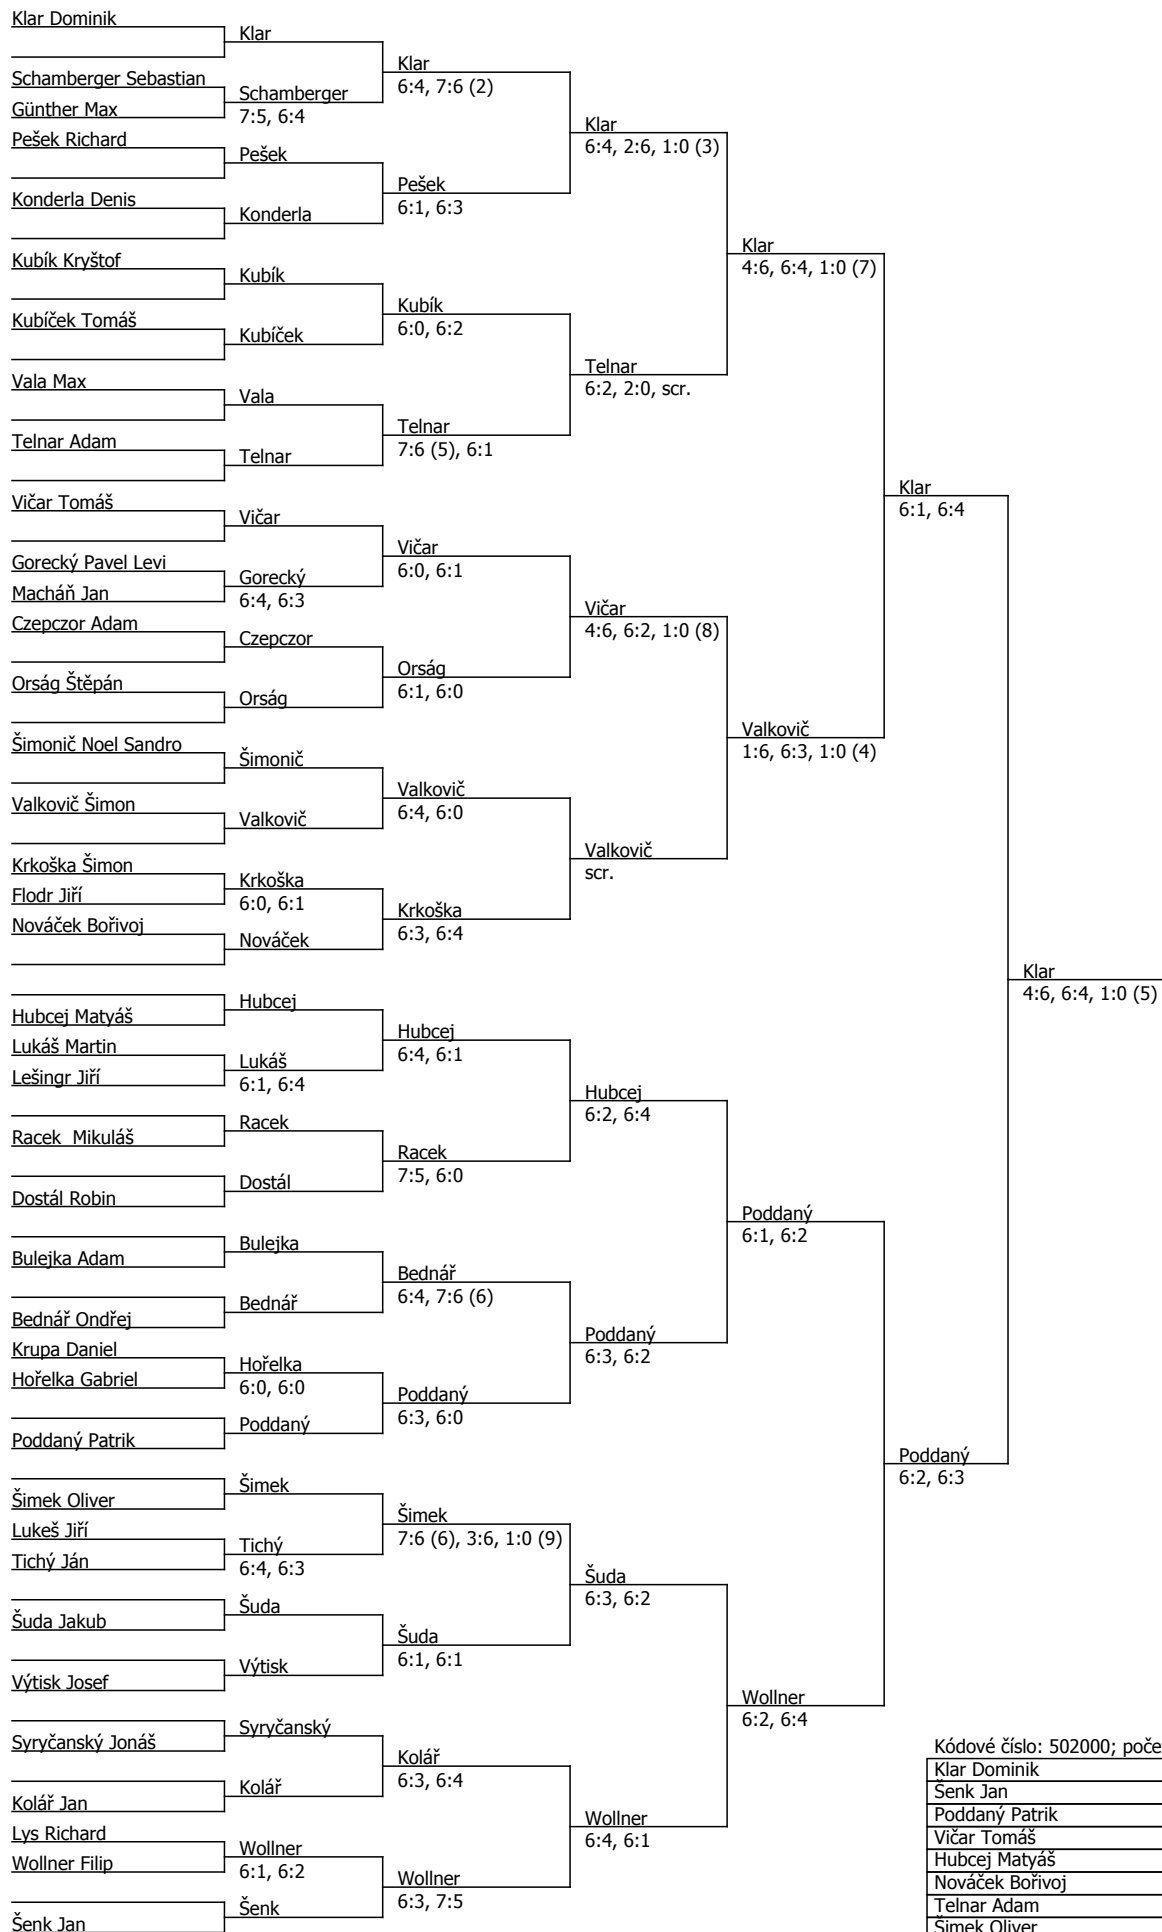 Klar Dominik
Schamberger Sebastian
Günther Max
Pešek Richard
Konderla Denis
Kubík Kryštof
Kubíček Tomáš
Vala Max
Telnar Adam
Vičar Tomáš
Gorecký Pavel Levi
Macháň Jan
Czepczor Adam
Orság Štěpán
Šimonič Noel Sandro
Valkovič Šimon
Krkoška Šimon
Flodr Jiří
Nováček Bořivoj
Hubcej Matyáš
Lukáš Martin
Lešingr Jiří
Racek  Mikuláš
Dostál Robin
Bulejka Adam
Bednář Ondřej
Krupa Daniel
Hořelka Gabriel
Poddaný Patrik
Šimek Oliver
Lukeš Jiří
Tichý Ján
Šuda Jakub
Výtisk Josef
Syryčanský Jonáš
Kolář Jan
Lys Richard
Wollner Filip
Šenk Jan
Klar
Schamberger
7:5, 6:4
Pešek
Konderla
Kubík
Kubíček
Vala
Telnar
Vičar
Gorecký
6:4, 6:3
Czepczor
Orság
Šimonič
Valkovič
Krkoška
6:0, 6:1
Nováček
Hubcej
Lukáš
6:1, 6:4
Racek
Dostál
Bulejka
Bednář
Hořelka
6:0, 6:0
Poddaný
Šimek
Tichý
6:4, 6:3
Šuda
Výtisk
Syryčanský
Kolář
Wollner
6:1, 6:2
Šenk
Klar
6:4, 7:6 (2)
Pešek
6:1, 6:3
Kubík
6:0, 6:2
Telnar
7:6 (5), 6:1
Vičar
6:0, 6:1
Orság
6:1, 6:0
Valkovič
6:4, 6:0
Krkoška
6:3, 6:4
Hubcej
6:4, 6:1
Racek
7:5, 6:0
Bednář
6:4, 7:6 (6)
Poddaný
6:3, 6:0
Šimek
7:6 (6), 3:6, 1:0 (9)
Šuda
6:1, 6:1
Kolář
6:3, 6:4
Wollner
6:3, 7:5
Klar
6:4, 2:6, 1:0 (3)
Telnar
6:2, 2:0, scr.
Vičar
4:6, 6:2, 1:0 (8)
Valkovič
scr.
Hubcej
6:2, 6:4
Poddaný
6:3, 6:2
Šuda
6:3, 6:2
Wollner
6:4, 6:1
Klar
4:6, 6:4, 1:0 (7)
Valkovič
1:6, 6:3, 1:0 (4)
Poddaný
6:1, 6:2
Wollner
6:2, 6:4
Klar
6:1, 6:4
Poddaný
6:2, 6:3
Klar
4:6, 6:4, 1:0 (5)
Kódové číslo: 502000; poče
Klar Dominik
Šenk Jan
Poddaný Patrik
Vičar Tomáš
Hubcej Matyáš
Nováček Bořivoj
Telnar Adam
Šimek Oliver